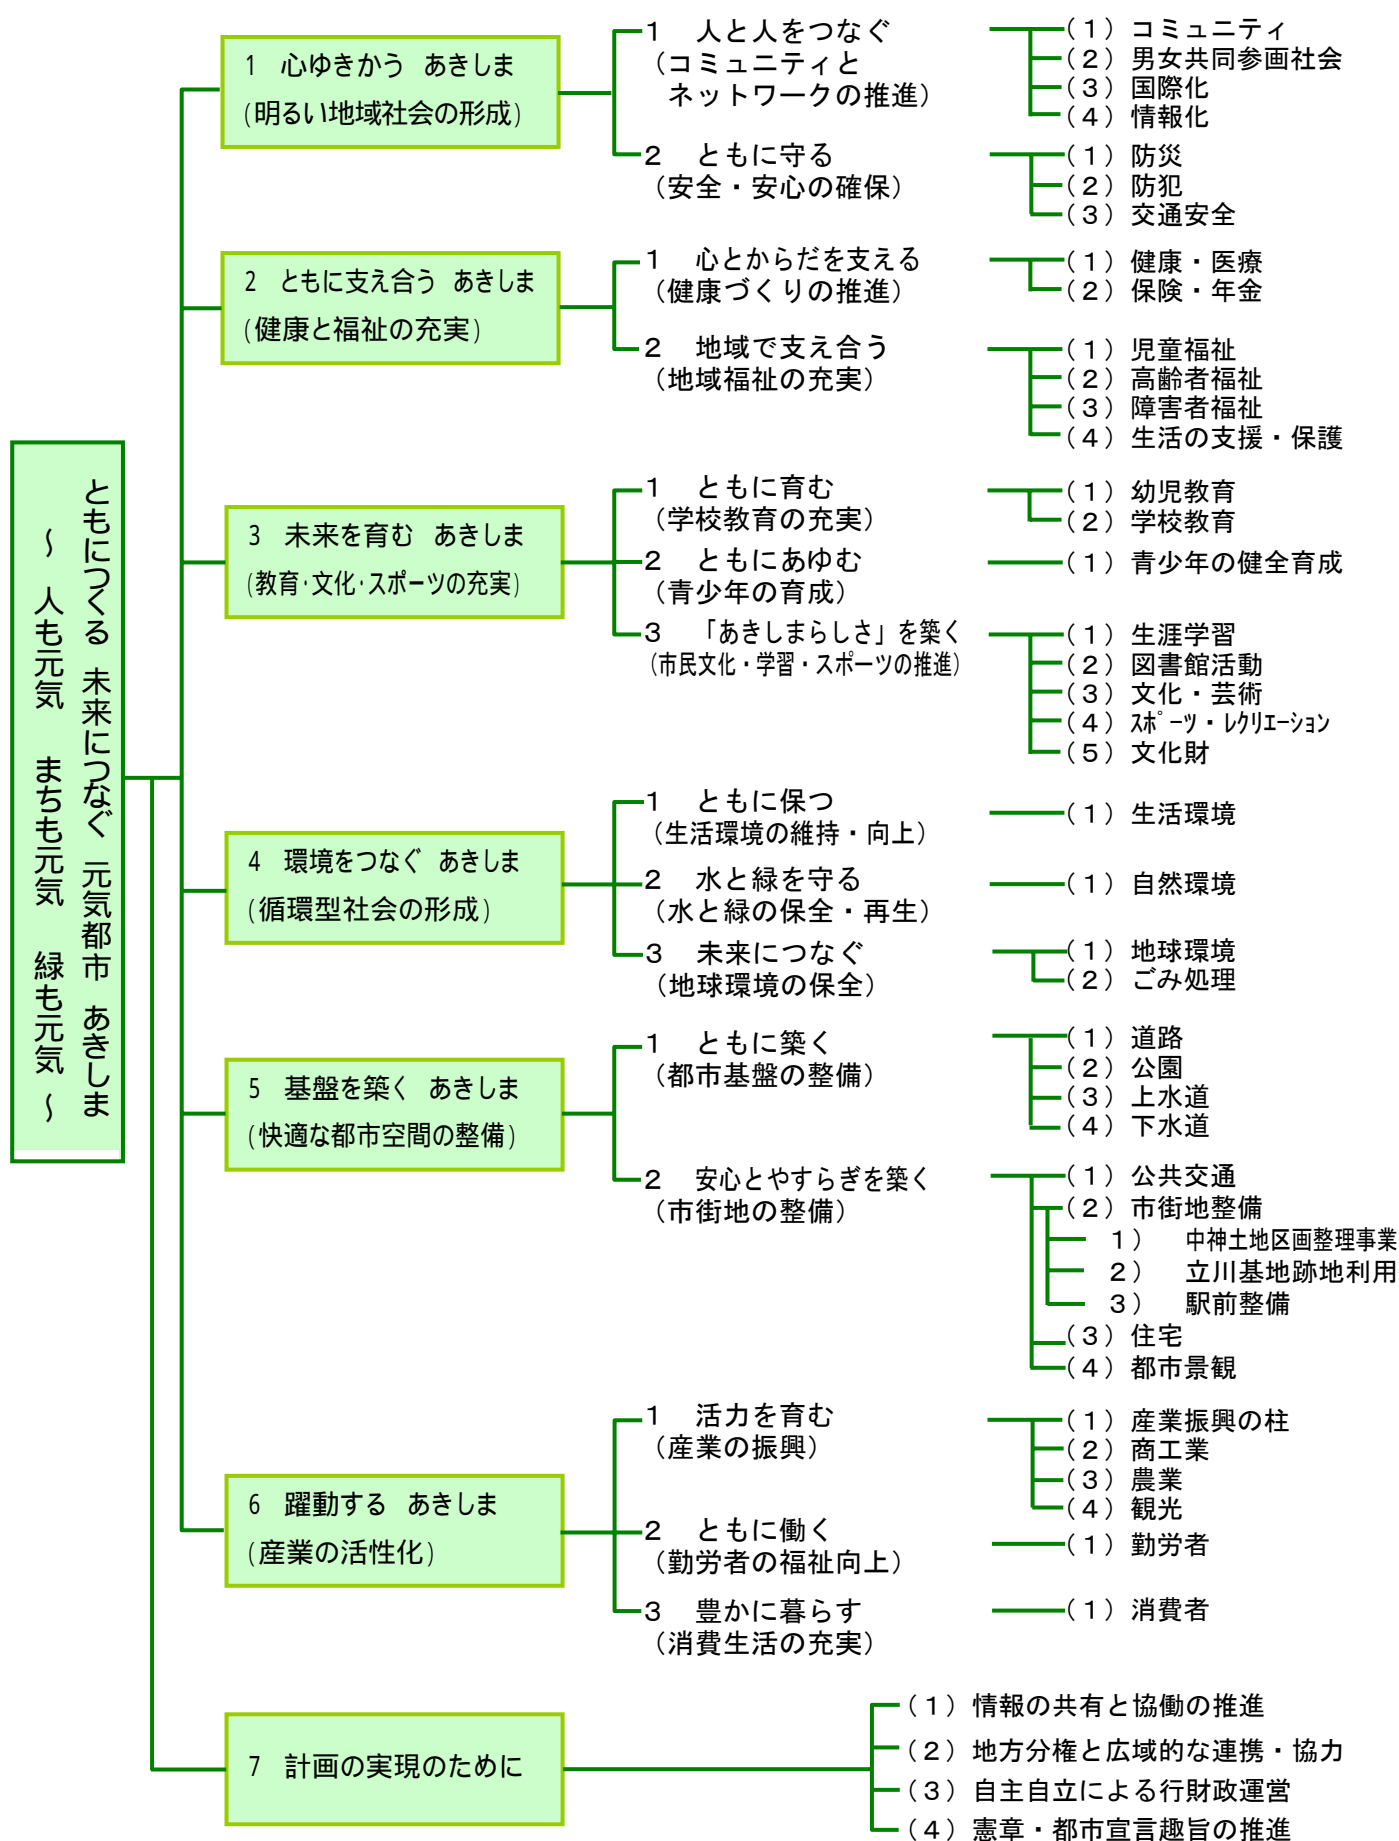 ともにつくる 未来につなぐ 元気都市 あきしま
～ 人も元気 まちも元気 緑も元気 ～
1 心ゆきかう あきしま
(明るい地域社会の形成)
1 人と人をつなぐ
(コミュニティと
ネットワークの推進)
(1) コミュニティ
(2) 男女共同参画社会
(3) 国際化
(4) 情報化
2 ともに守る
(安全・安心の確保)
(1) 防災
(2) 防犯
(3) 交通安全
2 ともに支え合う あきしま
(健康と福祉の充実)
1 心とからだを支える
(健康づくりの推進)
(1) 健康・医療
(2) 保険・年金
2 地域で支え合う
(地域福祉の充実)
(1) 児童福祉
(2) 高齢者福祉
(3) 障害者福祉
(4) 生活の支援・保護
3 未来を育む あきしま
(教育・文化・スポーツの充実)
1 ともに育む
(学校教育の充実)
(1) 幼児教育
(2) 学校教育
2 ともにあゆむ
(青少年の育成)
(1) 青少年の健全育成
3 「あきしまらしさ」を築く
(市民文化・学習・スポーツの推進)
(1) 生涯学習
(2) 図書館活動
(3) 文化・芸術
(4) ｽﾎﾟｰﾂ・ﾚｸﾘｴｰｼｮﾝ
(5) 文化財
4 環境をつなぐ あきしま
(循環型社会の形成)
1 ともに保つ
(生活環境の維持・向上)
(1) 生活環境
2 水と緑を守る
(水と緑の保全・再生)
(1) 自然環境
3 未来につなぐ
(地球環境の保全)
(1) 地球環境
(2) ごみ処理
5 基盤を築く あきしま
(快適な都市空間の整備)
1 ともに築く
(都市基盤の整備)
(1) 道路
(2) 公園
(3) 上水道
(4) 下水道
2 安心とやすらぎを築く
(市街地の整備)
(1) 公共交通
(2) 市街地整備
1) 中神土地区画整理事業
2) 立川基地跡地利用
3) 駅前整備
(3) 住宅
(4) 都市景観
6 躍動する あきしま
(産業の活性化)
1 活力を育む
(産業の振興)
(1) 産業振興の柱
(2) 商工業
(3) 農業
(4) 観光
2 ともに働く
(勤労者の福祉向上)
(1) 勤労者
3 豊かに暮らす
(消費生活の充実)
(1) 消費者
7 計画の実現のために
(1) 情報の共有と協働の推進
(2) 地方分権と広域的な連携・協力
(3) 自主自立による行財政運営
(4) 憲章・都市宣言趣旨の推進